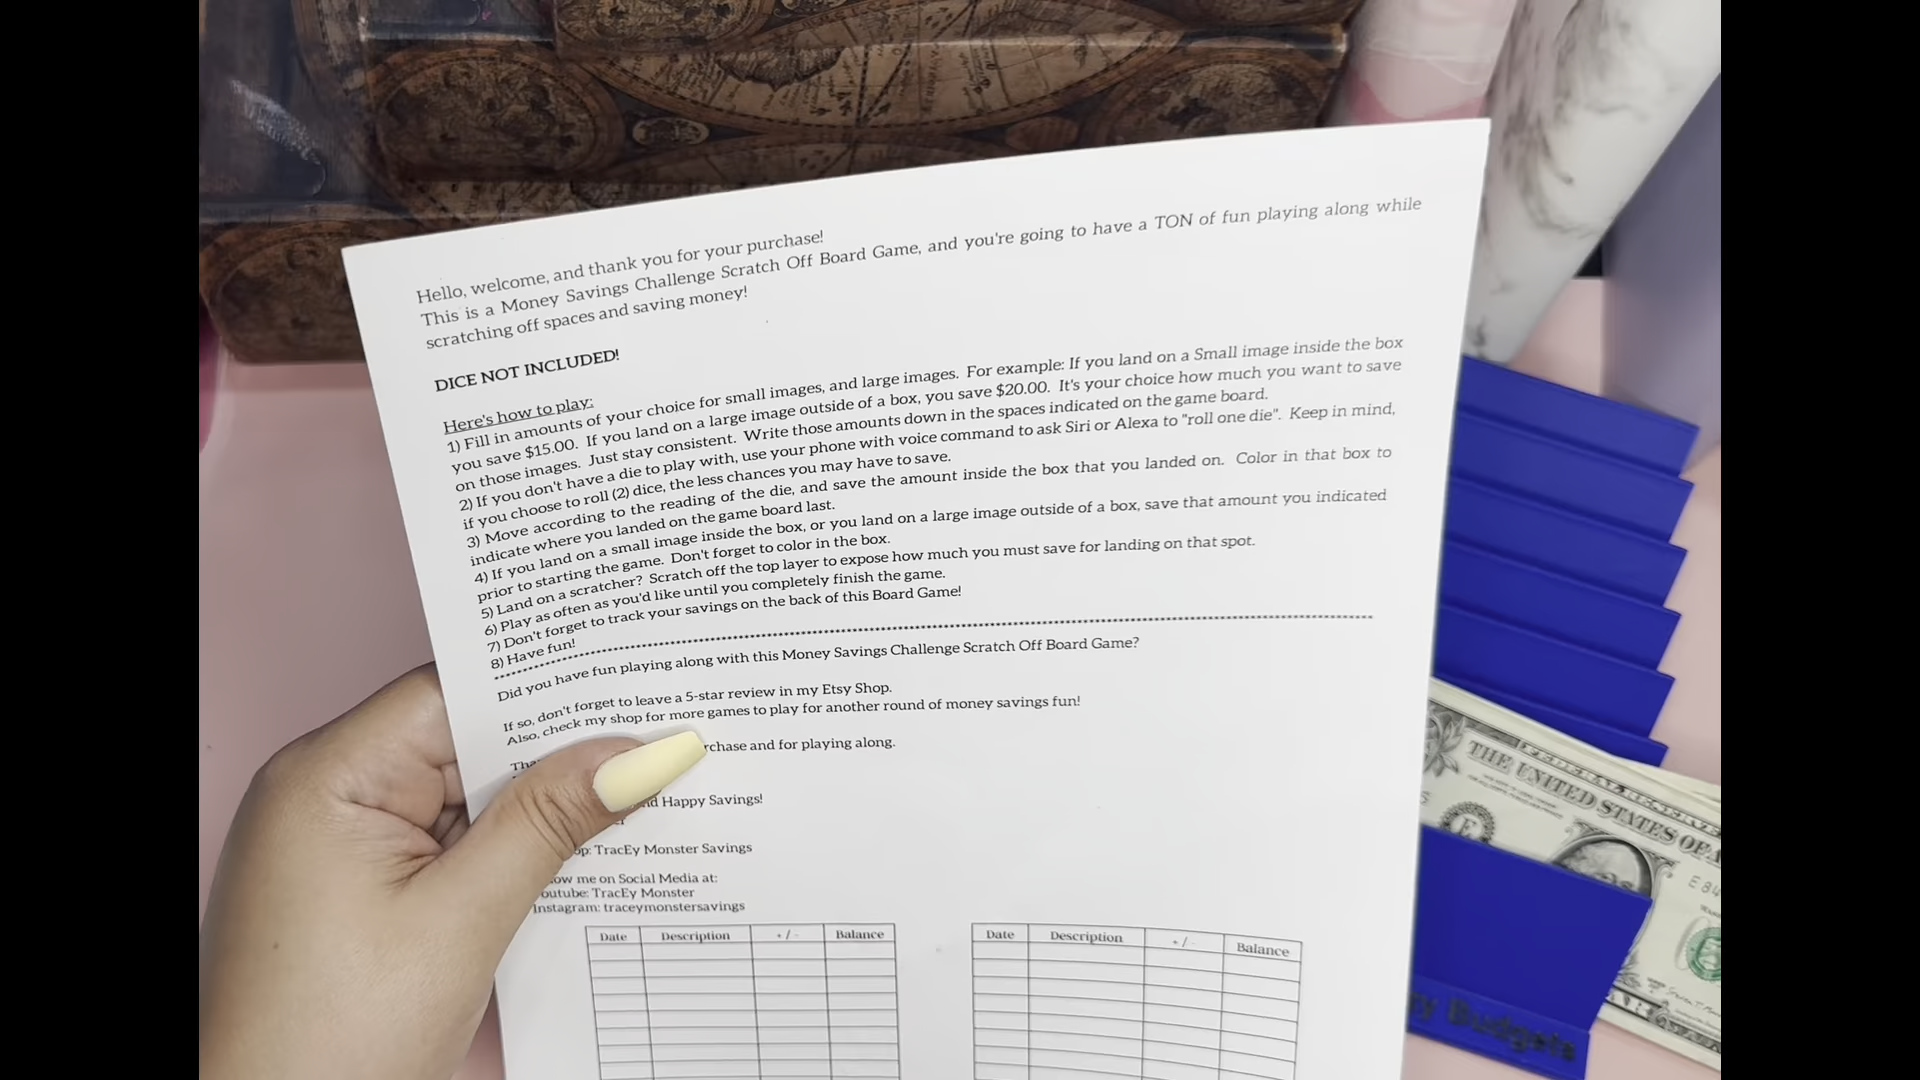 Hello, welcome, and thank you for your purchase!
This is a Money Savings Challenge Scratch Off Board Game, and you're going to have a TON of fun playing along while
scratching off spaces and saving money!
DICE NOT INCLUDED!
Here's how to play:
1) Fill in amounts of your choice for small images, and large images. For example: If you land on a Small image inside the box
you save $15.00. If you land on a large image outside of a box, you save $20.00. It's your choice how much you want to save
on those images. Just stay consistent. Write those amounts down in the spaces indicated on the game board.
2) If you don't have a die to play with, use your phone with voice command to ask Siri or Alexa to "roll one die". Keep in mind,
if you choose to roll (2) dice, the less chances you may have to save.
3) Move according to the reading of the die, and save the amount inside the box that you landed on. Color in that box to
indicate where you landed on the game board last.
4) If you land on a small image inside the box, or you land on a large image outside of a box, save that amount you indicated
prior to starting the game. Don't forget to color in the box.
5) Land on a scratcher? Scratch off the top layer to expose how much you must save for landing on that spot.
6) Play as often as you'd like until you completely finish the game.
7) Don't forget to track your savings on the back of this Board Game!
8) Have fun!
Did you have fun playing along with this Money Savings Challenge Scratch Off Board Game?
If so, don't forget to leave a 5-star review in my Etsy Shop.
Also, check my shop for more games to play for another round of money savings fun!
and for playing along.
Happy Savings!
TracEy Monster Savings
me on Social Media at:
TracEy Monster
Instagram: traceymonstersavings
Date Description + / - Balance
Date Description + / - Balance
FEDERAL RESERVE
THE UNITED STATES OF
Budgets